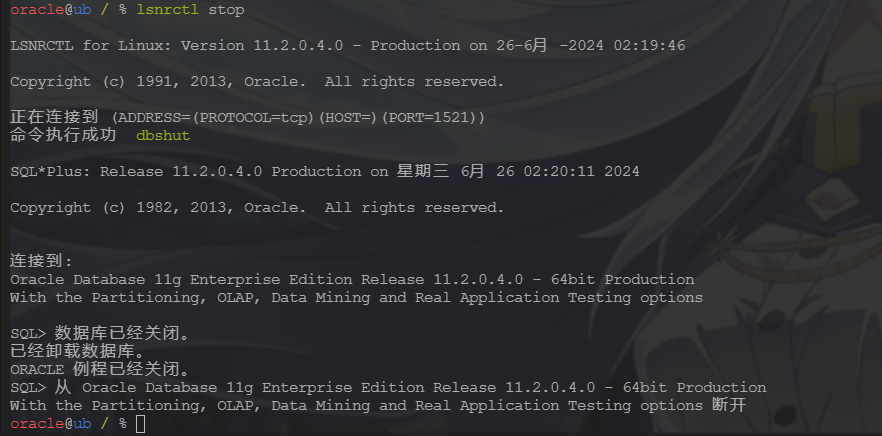 oracle@ub / % lsnrctl stop
LSNRCTL for Linux: Version 11.2.0.4.0 - Production on 26-6月 -2024 02:19:46
Copyright (c) 1991, 2013, Oracle.  All rights reserved.
正在连接到 (ADDRESS=(PROTOCOL=tcp)(HOST=)(PORT=1521))
命令执行成功  dbshut
SQL*Plus: Release 11.2.0.4.0 Production on 星期三 6月 26 02:20:11 2024
Copyright (c) 1982, 2013, Oracle.  All rights reserved.
连接到:
Oracle Database 11g Enterprise Edition Release 11.2.0.4.0 - 64bit Production
With the Partitioning, OLAP, Data Mining and Real Application Testing options
SQL> 数据库已经关闭。
已经卸载数据库。
ORACLE 例程已经关闭。
SQL> 从 Oracle Database 11g Enterprise Edition Release 11.2.0.4.0 - 64bit Production
With the Partitioning, OLAP, Data Mining and Real Application Testing options 断开
oracle@ub / %